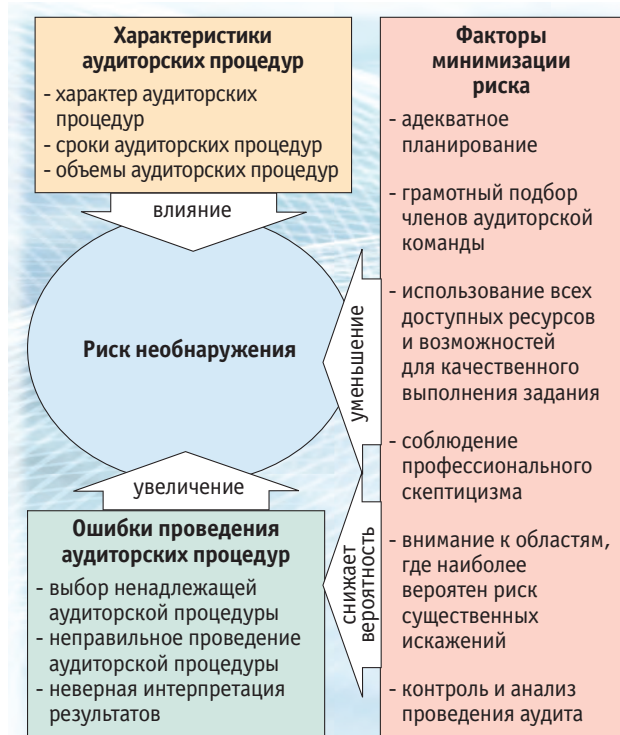 Характеристики
аудиторских процедур
- характер аудиторских
процедур
- сроки аудиторских процедур
- объемы аудиторских процедур
влияние
Риск необнаружения
увеличение
Ошибки проведения
аудиторских процедур
- выбор ненадлежащей
аудиторской процедуры
- неправильное проведение
аудиторской процедуры
- неверная интерпретация
результатов
уменьшение
снижает
вероятность
Факторы
минимизации
риска
- адекватное
планирование
- грамотный подбор
членов аудиторской
команды
- использование всех
доступных ресурсов
и возможностей
для качественного
выполнения задания
- соблюдение
профессионального
скептицизма
- внимание к областям,
где наиболее
вероятен риск
существенных
искажений
- контроль и анализ
проведения аудита